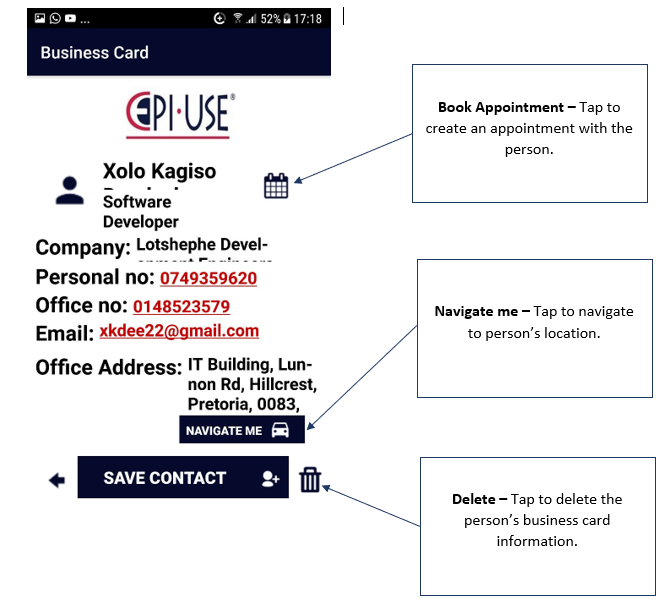 ... 52% 17:18
Business Card
EPI·USE®
Xolo Kagiso
Software
Developer
Company: Lotshephe Devel-
Personal no: 0749359620
Office no: 0148523579
Email: xkdee22@gmail.com
Office Address: IT Building, Lun-
non Rd, Hillcrest,
Pretoria, 0083,
NAVIGATE ME
SAVE CONTACT
Book Appointment – Tap to
create an appointment with the
person.
Navigate me – Tap to navigate
to person's location.
Delete – Tap to delete the
person's business card
information.